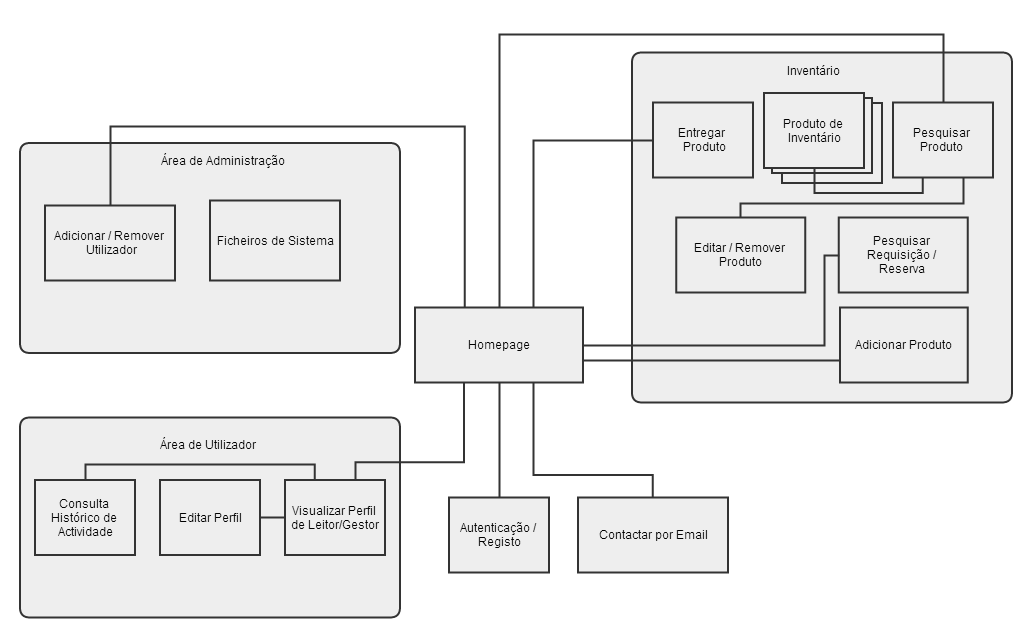 Inventário
Entregar
Produto
Produto de
Inventário
Pesquisar
Produto
Editar / Remover
Produto
Pesquisar
Requisição /
Reserva
Adicionar Produto
Área de Administração
Adicionar / Remover
Utilizador
Ficheiros de Sistema
Homepage
Área de Utilizador
Consulta
Histórico de
Actividade
Editar Perfil
Visualizar Perfil
de Leitor/Gestor
Autenticação /
Registo
Contactar por Email